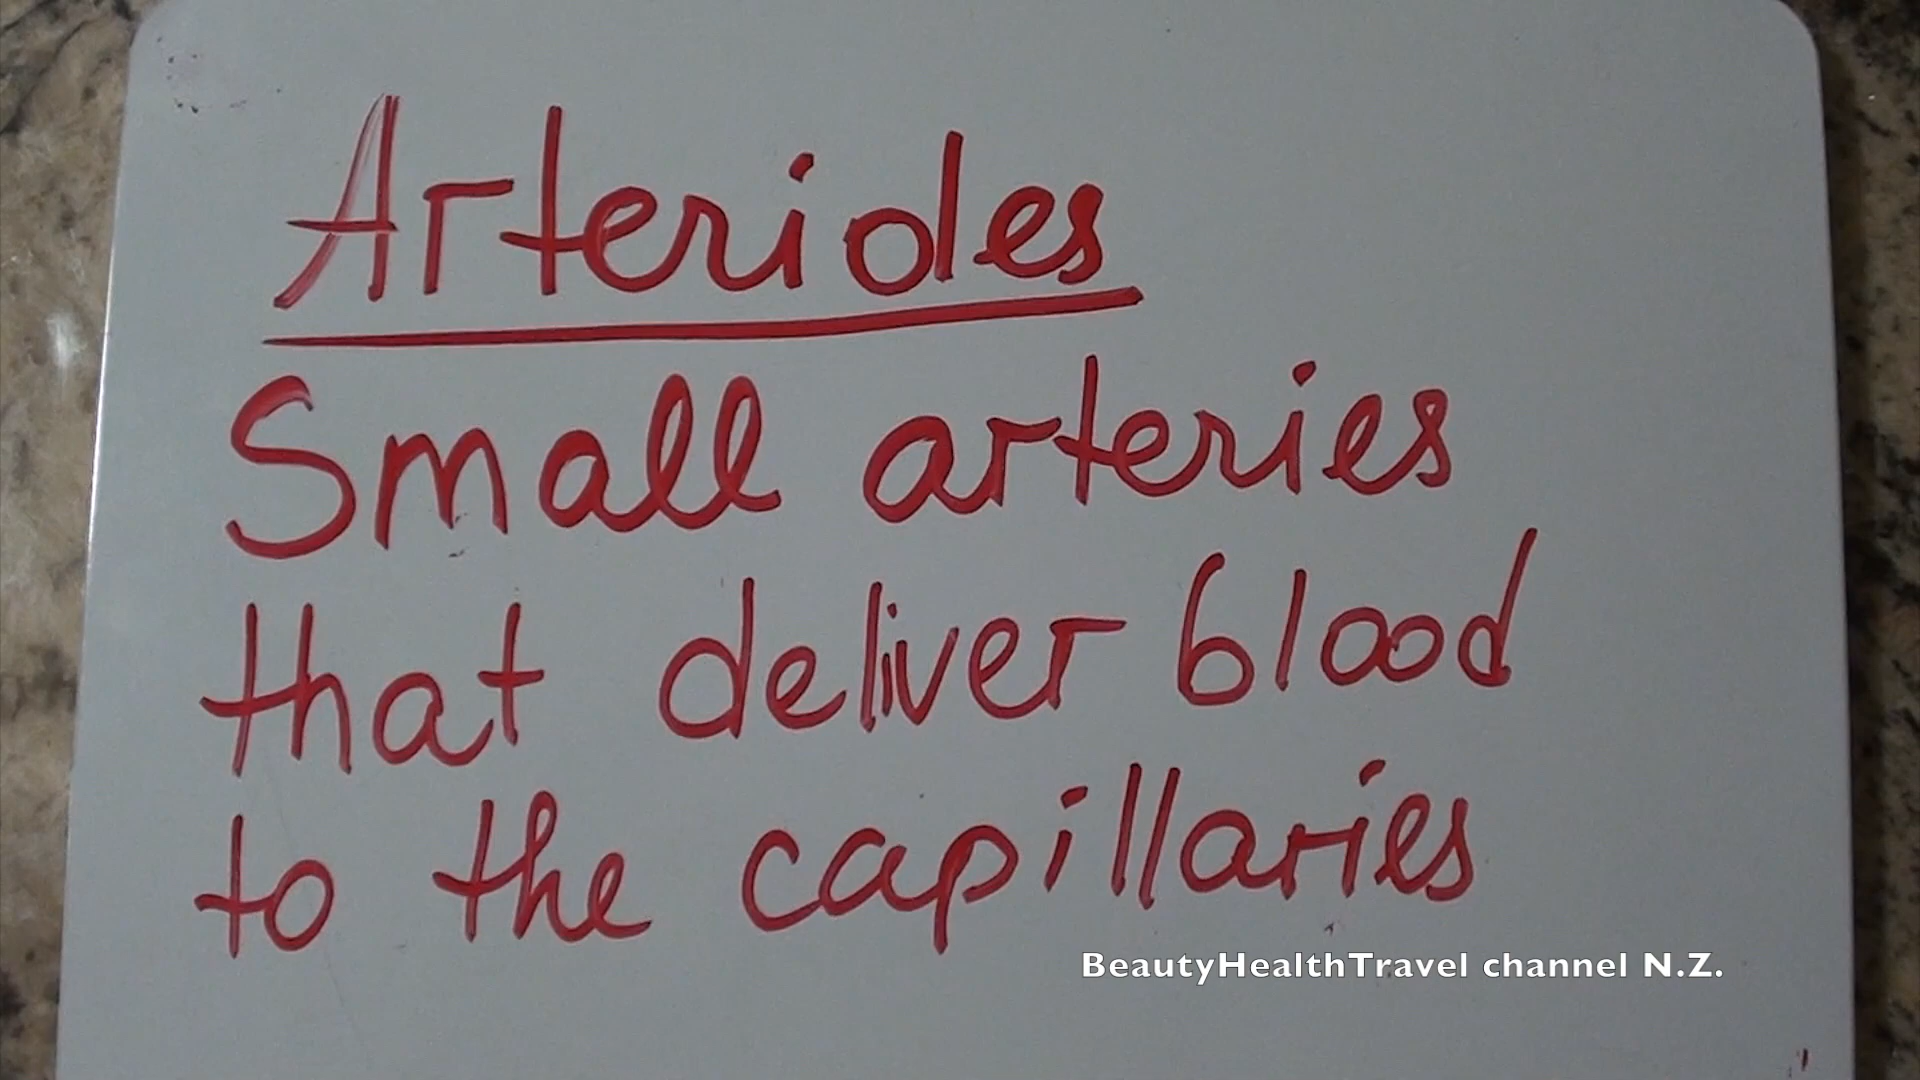 Arterioles
Small arteries
that deliver blood
to the capillaries
BeautyHealthTravel channel N.Z.